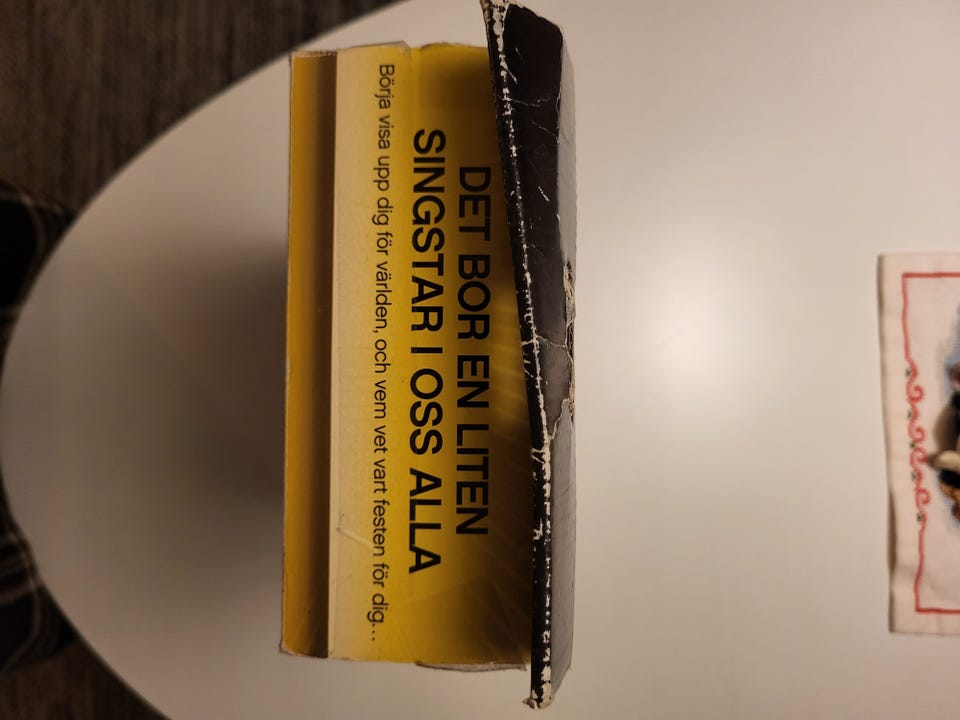 DET BOR EN LITEN
SINGSTAR I OSS ALLA
Börja visa upp dig för världen, och vem vet vart festen för dig...